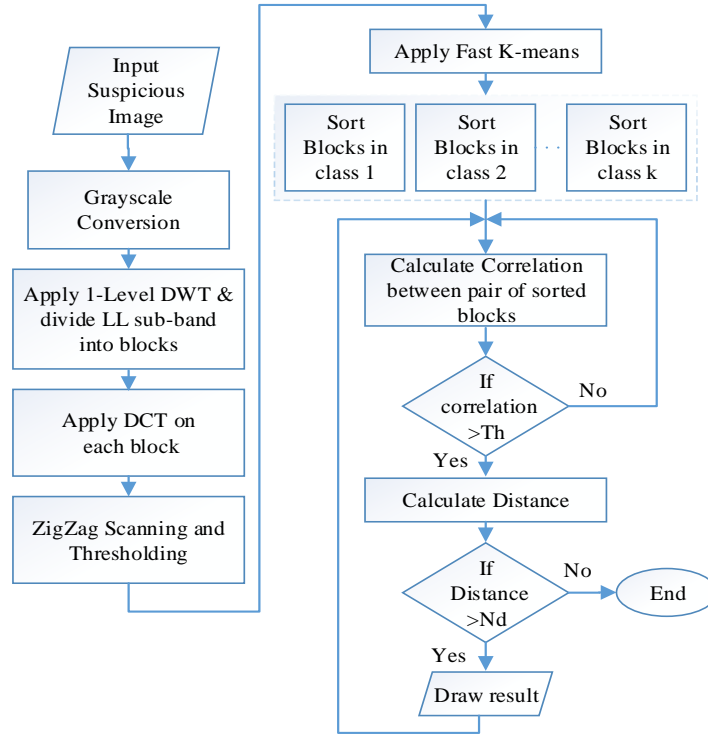 Input
Suspicious
Image
Grayscale
Conversion
Apply 1-Level DWT &
divide LL sub-band
into blocks
Apply DCT on
each block
ZigZag Scanning and
Thresholding
Apply Fast K-means
Sort
Blocks in
class 1
Sort
Blocks in
class 2
. . .
Sort
Blocks in
class k
Calculate Correlation
between pair of sorted
blocks
If
correlation
>Th
No
Yes
Calculate Distance
If
Distance
>Nd
No
End
Yes
Draw result